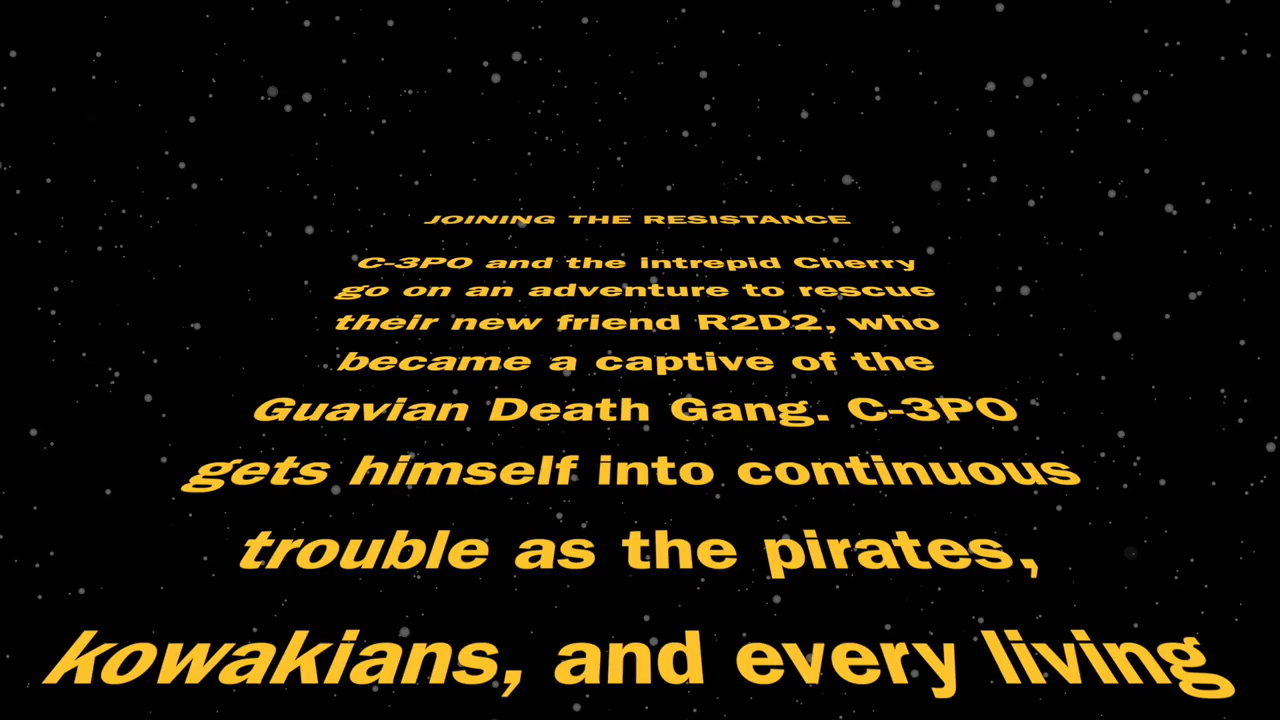 JOINING THE RESISTANCE
C-3PO and the intrepid Cherry
go on an adventure to rescue
their new friend R2D2, who
became a captive of the
Guavian Death Gang. C-3PO
gets himself into continuous
trouble as the pirates,
kowakians, and every living